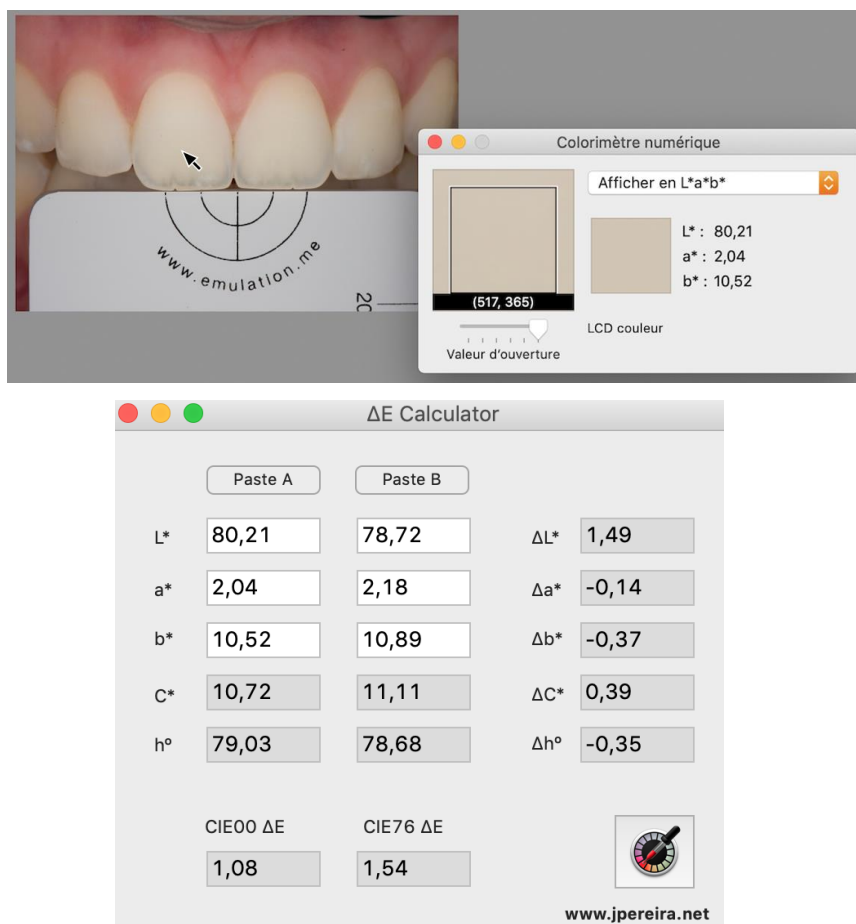 www.emulation.me
20
Colorimètre numérique
Afficher en L*a*b*
L* : 80,21
a* : 2,04
b* : 10,52
(517, 365)
Valeur d'ouverture
LCD couleur
ΔE Calculator
Paste A Paste B
L* 80,21 78,72 ΔL* 1,49
a* 2,04 2,18 Δa* -0,14
b* 10,52 10,89 Δb* -0,37
C* 10,72 11,11 ΔC* 0,39
hº 79,03 78,68 Δhº -0,35
CIE00 ΔE CIE76 ΔE
1,08 1,54
www.jpereira.net